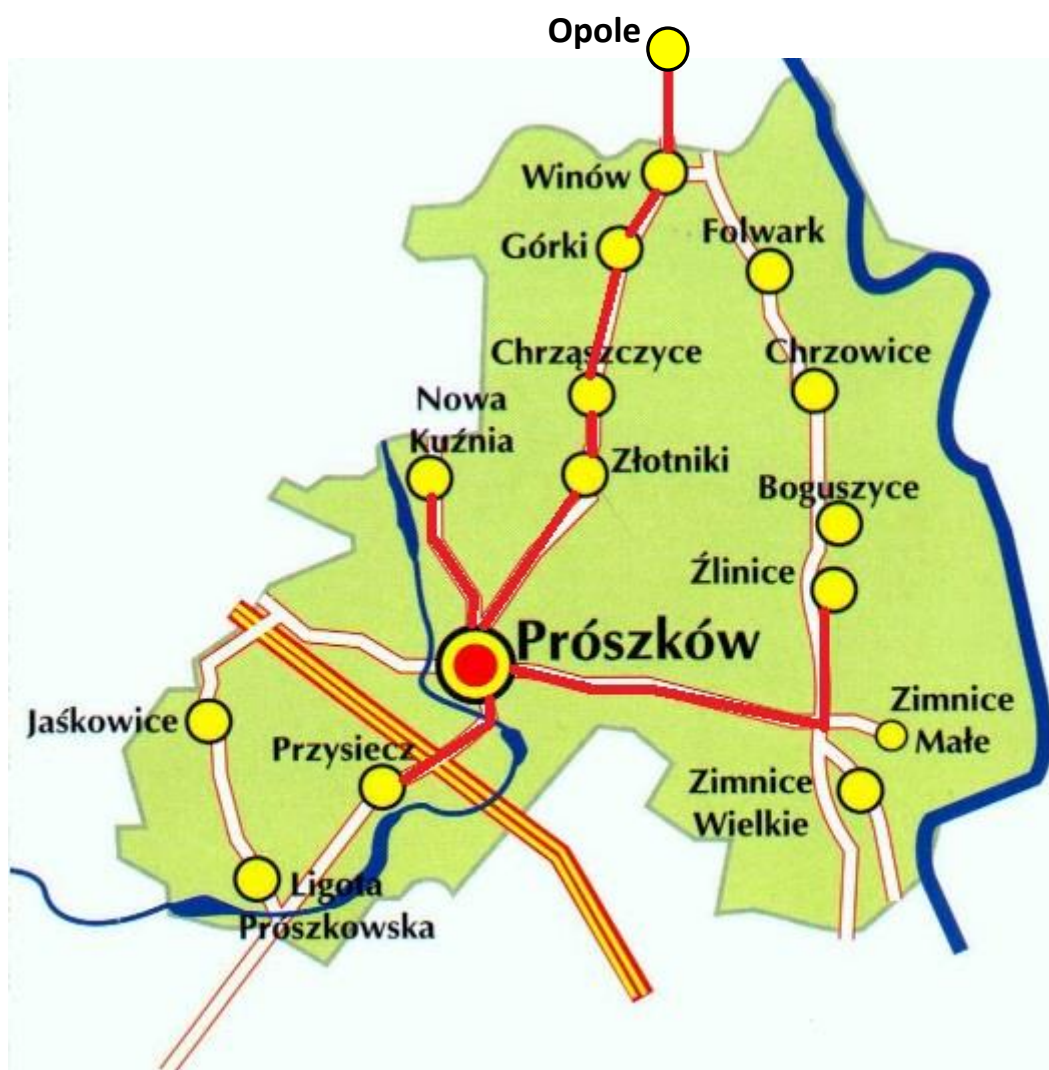 Opole
Winów
Folwark
Górki
Chrząszczyce
Chrzowice
Nowa
Kuźnia
Złotniki
Boguszyce
Źlinice
Prószków
Zimnice
Małe
Jaśkowice
Przysiecz
Zimnice
Wielkie
Ligota
Prószkowska